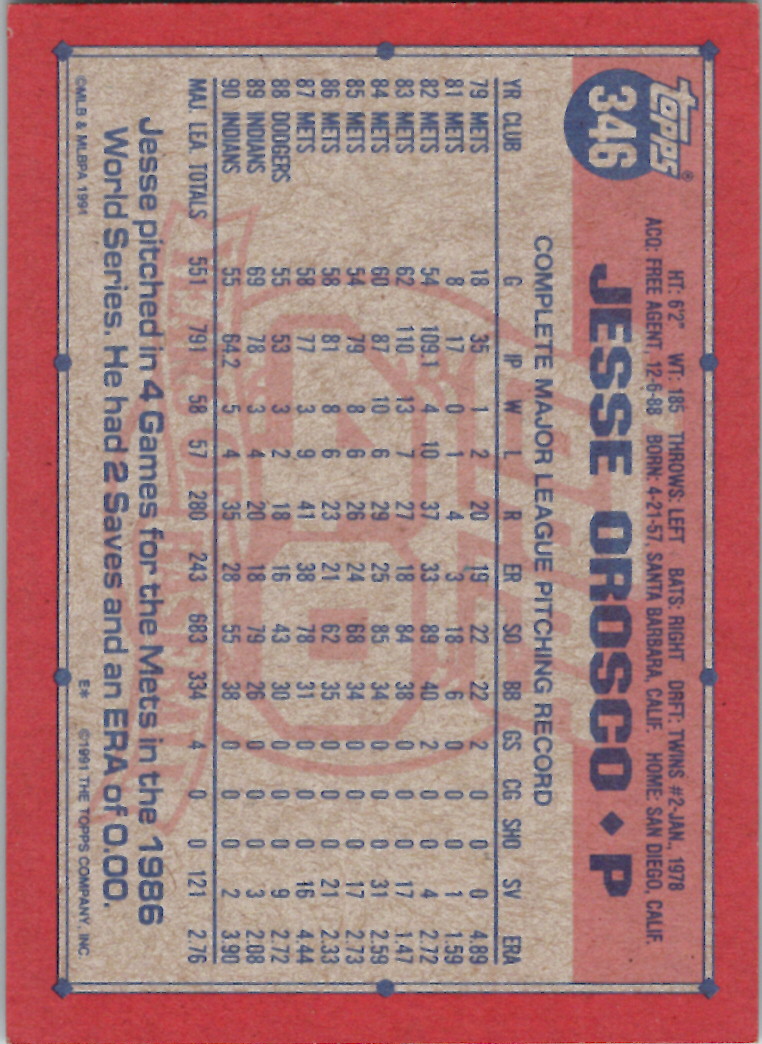 topps®
346
HT: 6'2" WT: 185 THROWS: LEFT BATS: RIGHT DRFT: TWINS #2-JAN., 1978
ACQ: FREE AGENT, 12-6-88 BORN: 4-21-57, SANTA BARBARA, CALIF. HOME: SAN DIEGO, CALIF.
JESSE OROSCO ♦ P
COMPLETE MAJOR LEAGUE PITCHING RECORD
YR CLUB G IP W L R ER SO BB GS CG SHO SV ERA
79 METS 18 35 1 2 20 19 22 22 2 0 0 0 4.89
81 METS 8 17 0 1 4 3 18 6 0 0 0 1 1.59
82 METS 54 109.1 4 10 37 33 89 40 2 0 0 4 2.72
83 METS 62 110 13 7 27 18 84 38 0 0 0 17 1.47
84 METS 60 87 10 6 29 25 85 34 0 0 0 31 2.59
85 METS 54 79 8 6 26 24 68 34 0 0 0 17 2.73
86 METS 58 81 8 6 23 21 62 35 0 0 0 21 2.33
87 METS 58 77 3 9 41 38 78 31 0 0 0 16 4.44
88 DODGERS 55 53 3 2 18 16 43 30 0 0 0 9 2.72
89 INDIANS 69 78 3 4 20 18 79 26 0 0 0 3 2.08
90 INDIANS 55 64.2 5 4 35 28 55 38 0 0 0 2 3.90
MAJ. LEA. TOTALS 551 791 58 57 280 243 683 334 4 0 0 121 2.76
Jesse pitched in 4 Games for the Mets in the 1986
World Series. He had 2 Saves and an ERA of 0.00.
©MLB & MLBPA 1991 E* ©1991 THE TOPPS COMPANY, INC.
40
YEARS OF BASEBALL